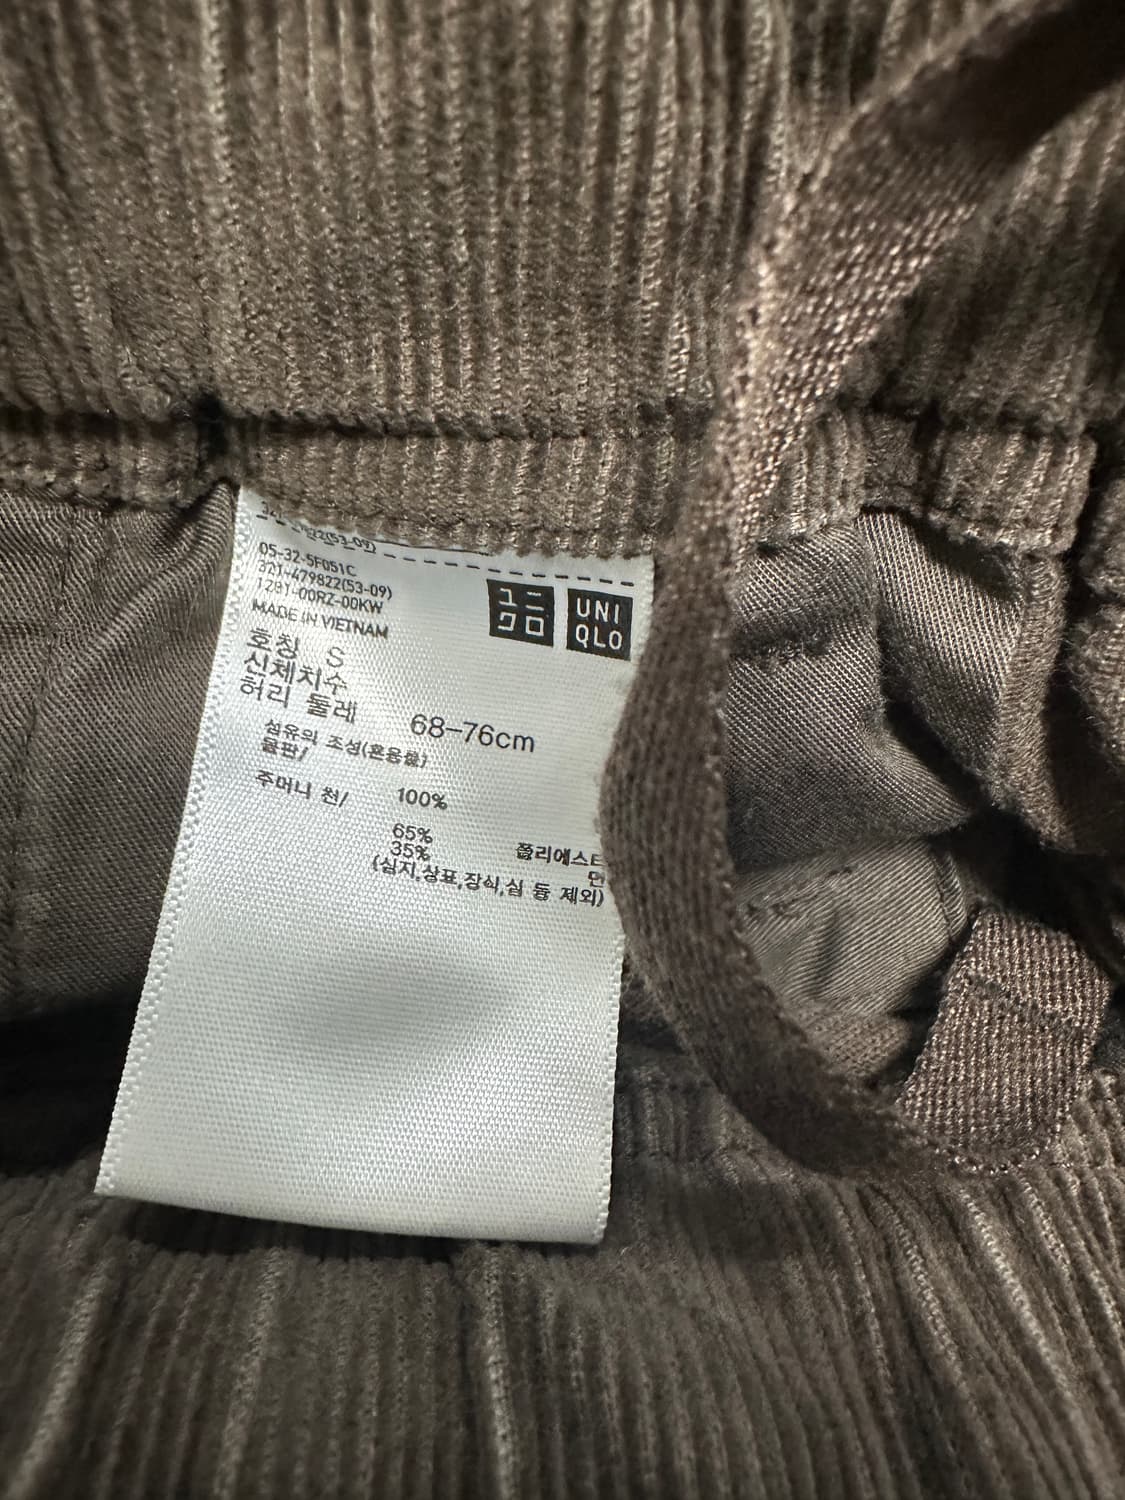 05-32-5F051C
321-479822(53-09)
1281-00RZ-00KW
MADE IN VIETNAM
ユニ
クロ
UNI
QLO
호칭 S
신체치수
허리 둘레 68-76cm
섬유의 조성(혼용률)
겉판/
100%
주머니 천/
65% 폴리에스터
35% 면
(심지,상표,장식,심 등 제외)